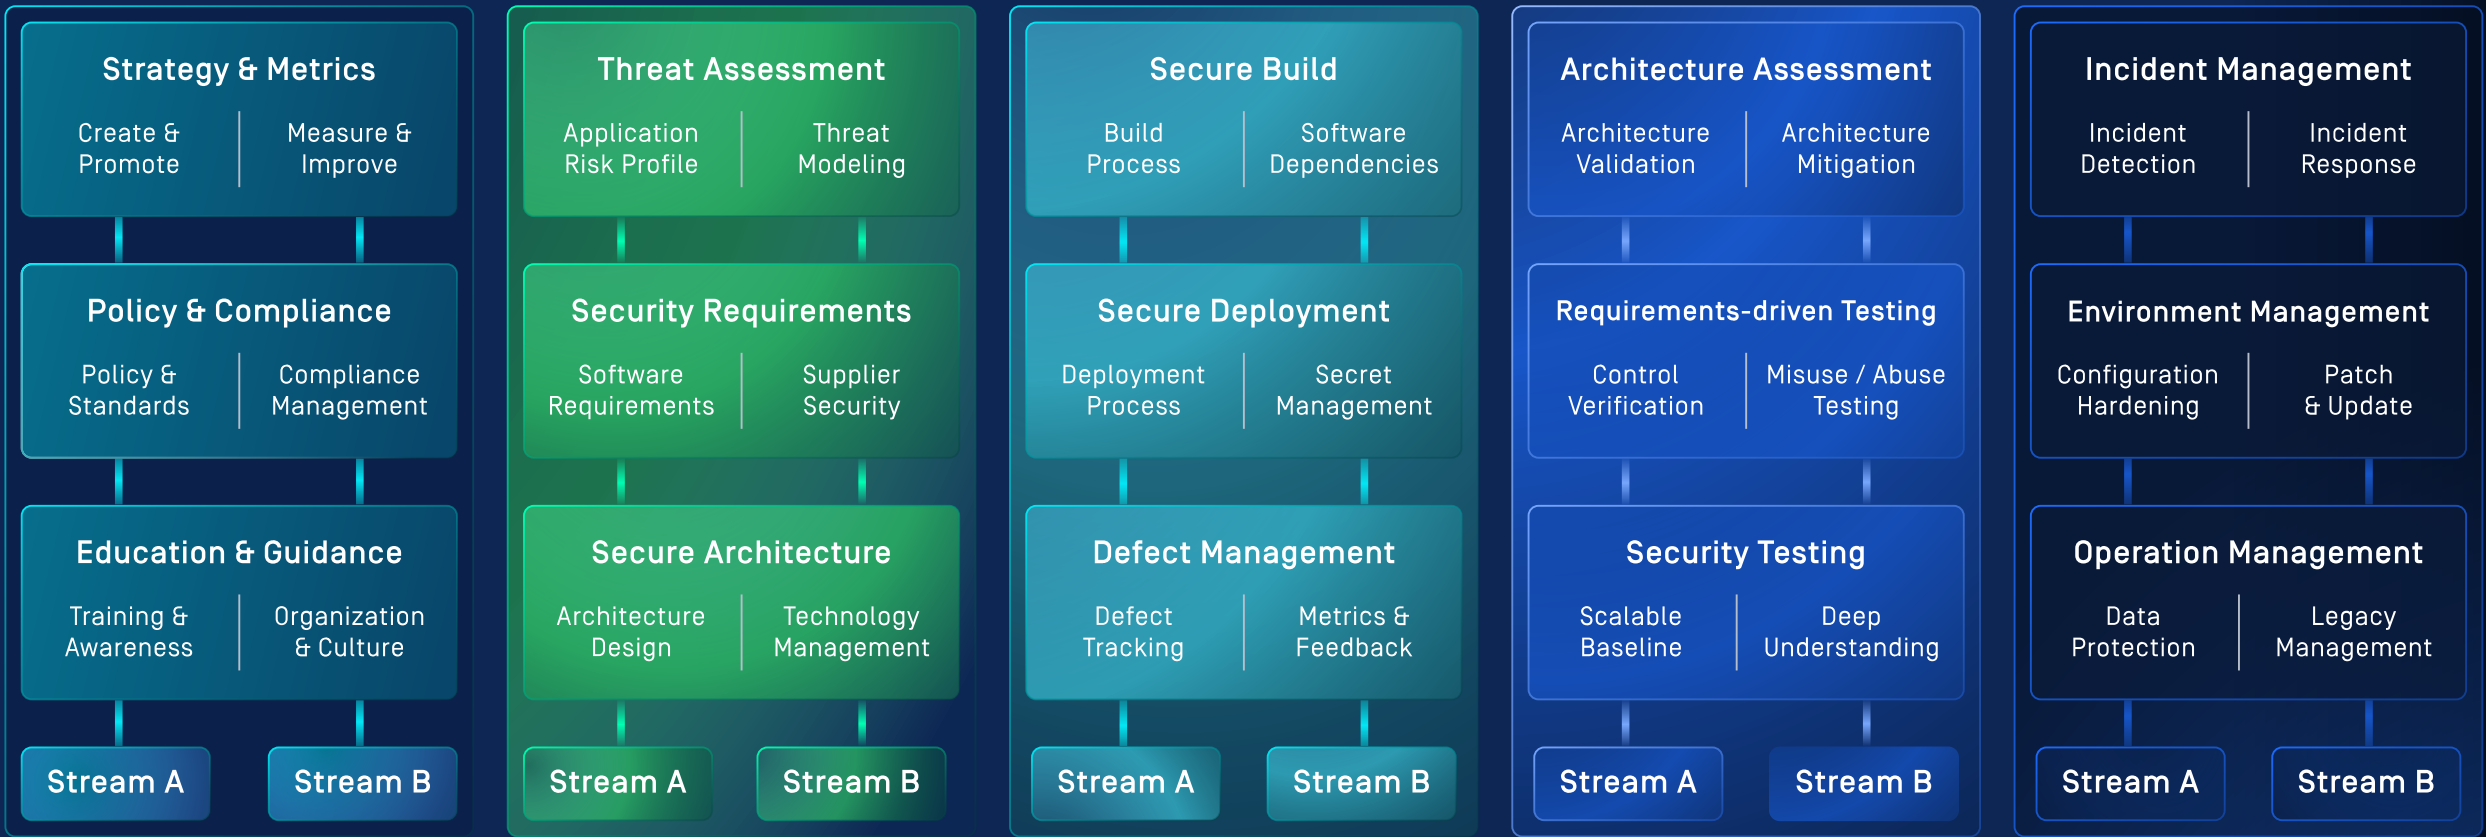 Strategy & Metrics
Create &
Promote
Measure &
Improve
Policy & Compliance
Policy &
Standards
Compliance
Management
Education & Guidance
Training &
Awareness
Organization
& Culture
Stream A
Stream B
Threat Assessment
Application
Risk Profile
Threat
Modeling
Security Requirements
Software
Requirements
Supplier
Security
Secure Architecture
Architecture
Design
Technology
Management
Stream A
Stream B
Secure Build
Build
Process
Software
Dependencies
Secure Deployment
Deployment
Process
Secret
Management
Defect Management
Defect
Tracking
Metrics &
Feedback
Stream A
Stream B
Architecture Assessment
Architecture
Validation
Architecture
Mitigation
Requirements-driven Testing
Control
Verification
Misuse / Abuse
Testing
Security Testing
Scalable
Baseline
Deep
Understanding
Stream A
Stream B
Incident Management
Incident
Detection
Incident
Response
Environment Management
Configuration
Hardening
Patch
& Update
Operation Management
Data
Protection
Legacy
Management
Stream A
Stream B